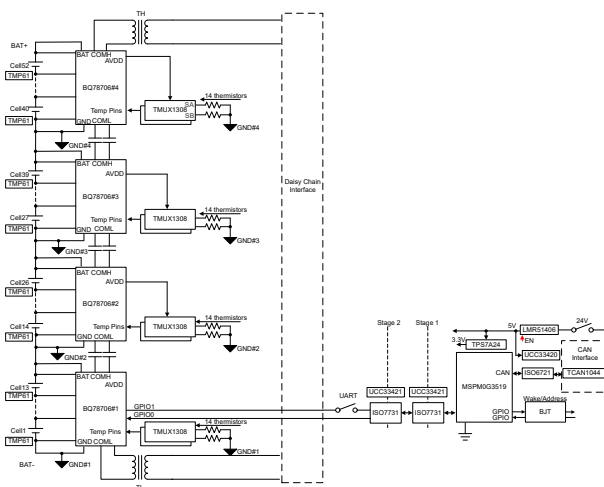 TH
BAT+
BAT COMH
AVDD
Cell52
TMP61
BQ78706#4
14 thermistors
Cell40
TMP61
Temp Pins
TMUX1308
SA
SB
GND#4
GND COML
GND#4
BAT COMH
AVDD
Cell39
TMP61
BQ78706#3
14 thermistors
Cell27
TMP61
Temp Pins
TMUX1308
GND#3
GND COML
GND#3
Daisy Chain
Interface
BAT COMH
AVDD
Cell26
TMP61
BQ78706#2
14 thermistors
Cell14
TMP61
Temp Pins
TMUX1308
GND#2
GND COML
GND#2
BAT COMH
AVDD
Cell13
TMP61
BQ78706#1
GPIO1
GPIO0
14 thermistors
Cell1
TMP61
Temp Pins
TMUX1308
GND#1
GND COML
BAT-
GND#1
UART
Stage 2
Stage 1
UCC33421
UCC33421
ISO7731
ISO7731
5V
LMR51406
24V
3.3V
TPS7A24
EN
UCC33420
CAN
Interface
MSPM0G3519
CAN
ISO6721
TCAN1044
Wake/Address
GPIO
GPIO
BJT